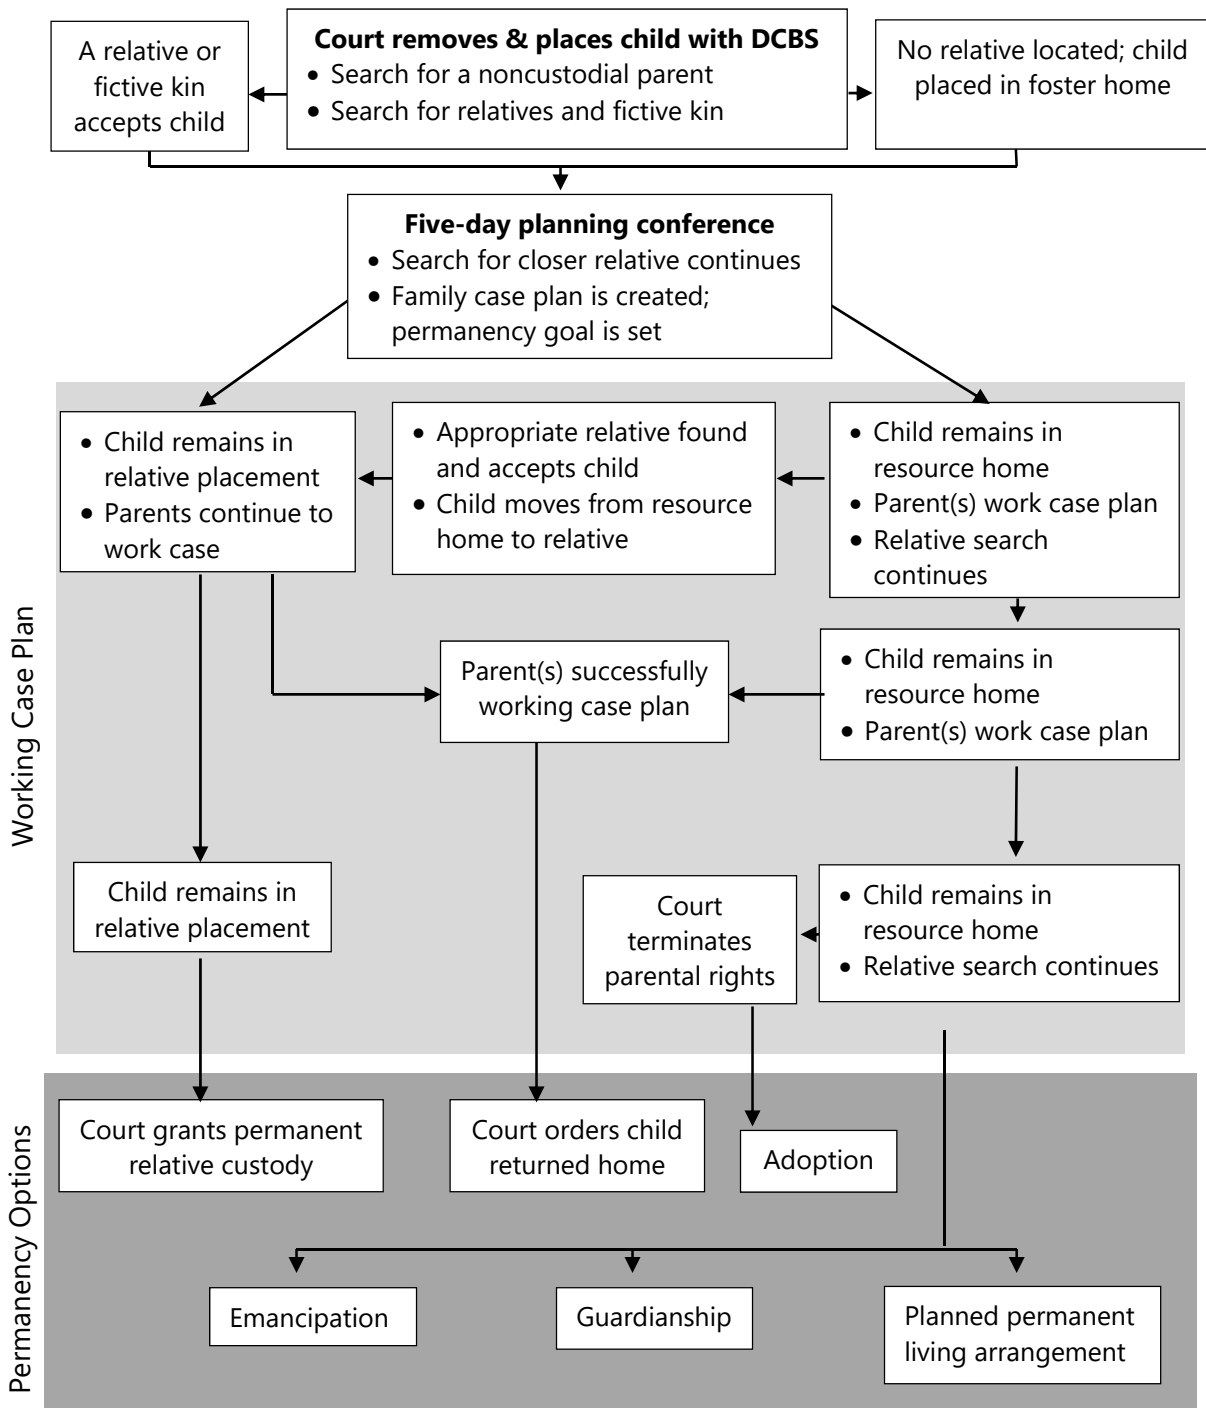 A relative or
fictive kin
accepts child
Court removes & places child with DCBS
• Search for a noncustodial parent
• Search for relatives and fictive kin
No relative located; child
placed in foster home
Five-day planning conference
• Search for closer relative continues
• Family case plan is created;
permanency goal is set
Working Case Plan
• Child remains in
relative placement
• Parents continue to
work case
• Appropriate relative found
and accepts child
• Child moves from resource
home to relative
• Child remains in
resource home
• Parent(s) work case plan
• Relative search
continues
Parent(s) successfully
working case plan
• Child remains in
resource home
• Parent(s) work case plan
Child remains in
relative placement
Court
terminates
parental rights
• Child remains in
resource home
• Relative search continues
Permanency Options
Court grants permanent
relative custody
Court orders child
returned home
Adoption
Emancipation
Guardianship
Planned permanent
living arrangement